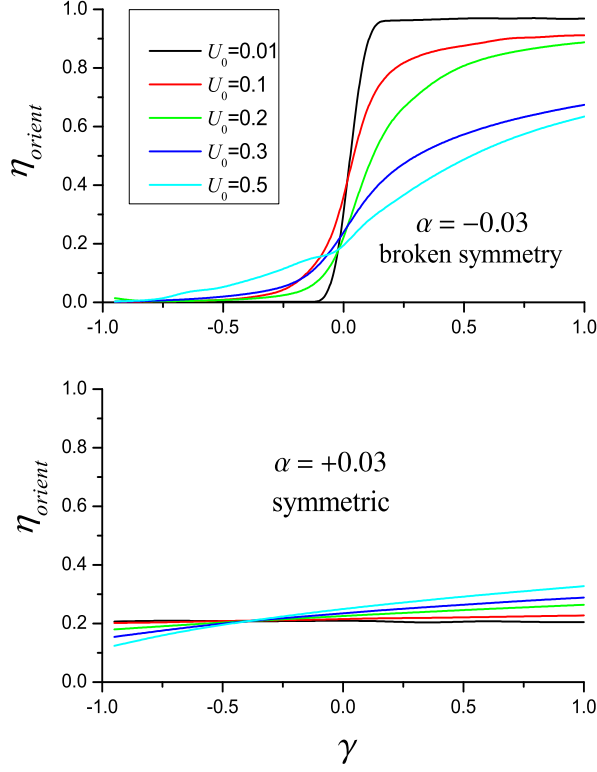 1.0
0.8
0.6
0.4
0.2
0.0
η_orient
U₀=0.01
U₀=0.1
U₀=0.2
U₀=0.3
U₀=0.5
α = −0.03
broken symmetry
-1.0 -0.5 0.0 0.5 1.0
1.0
0.8
0.6
0.4
0.2
0.0
η_orient
α = +0.03
symmetric
-1.0 -0.5 0.0 0.5 1.0
γ